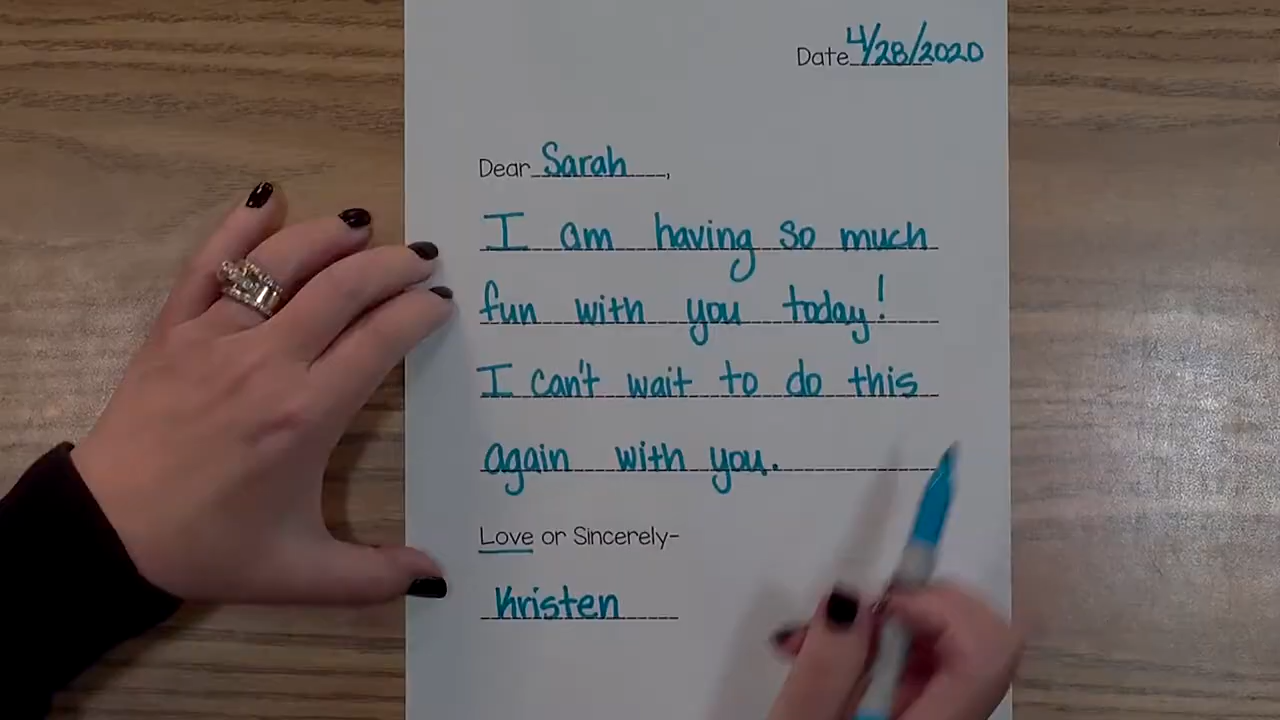 Date 4/28/2020
Dear Sarah,
I am having so much
fun with you today!
I can't wait to do this
again with you.
Love or Sincerely-
Kristen